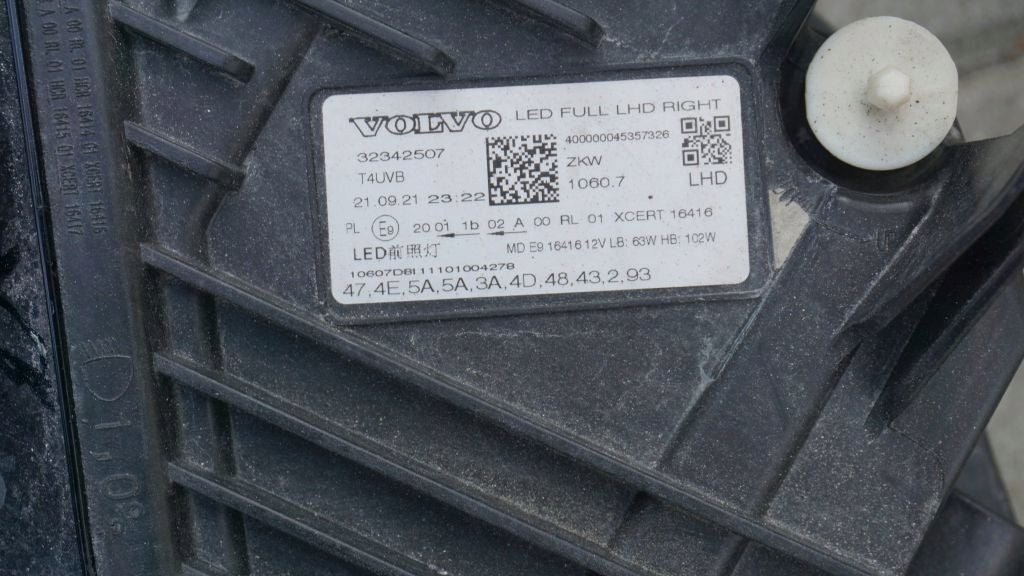 VOLVO LED FULL LHD RIGHT
32342507
400000045357326
T4UVB
ZKW
21.09.21 23:22
1060.7
LHD
PL E9 20 01 1b 02 A 00 RL 01 XCERT 16416
LED前照灯
MD E9 16416 12V LB: 63W HB: 102W
47,4E,5A,5A,3A,4D,48,43,2,93
1,0%